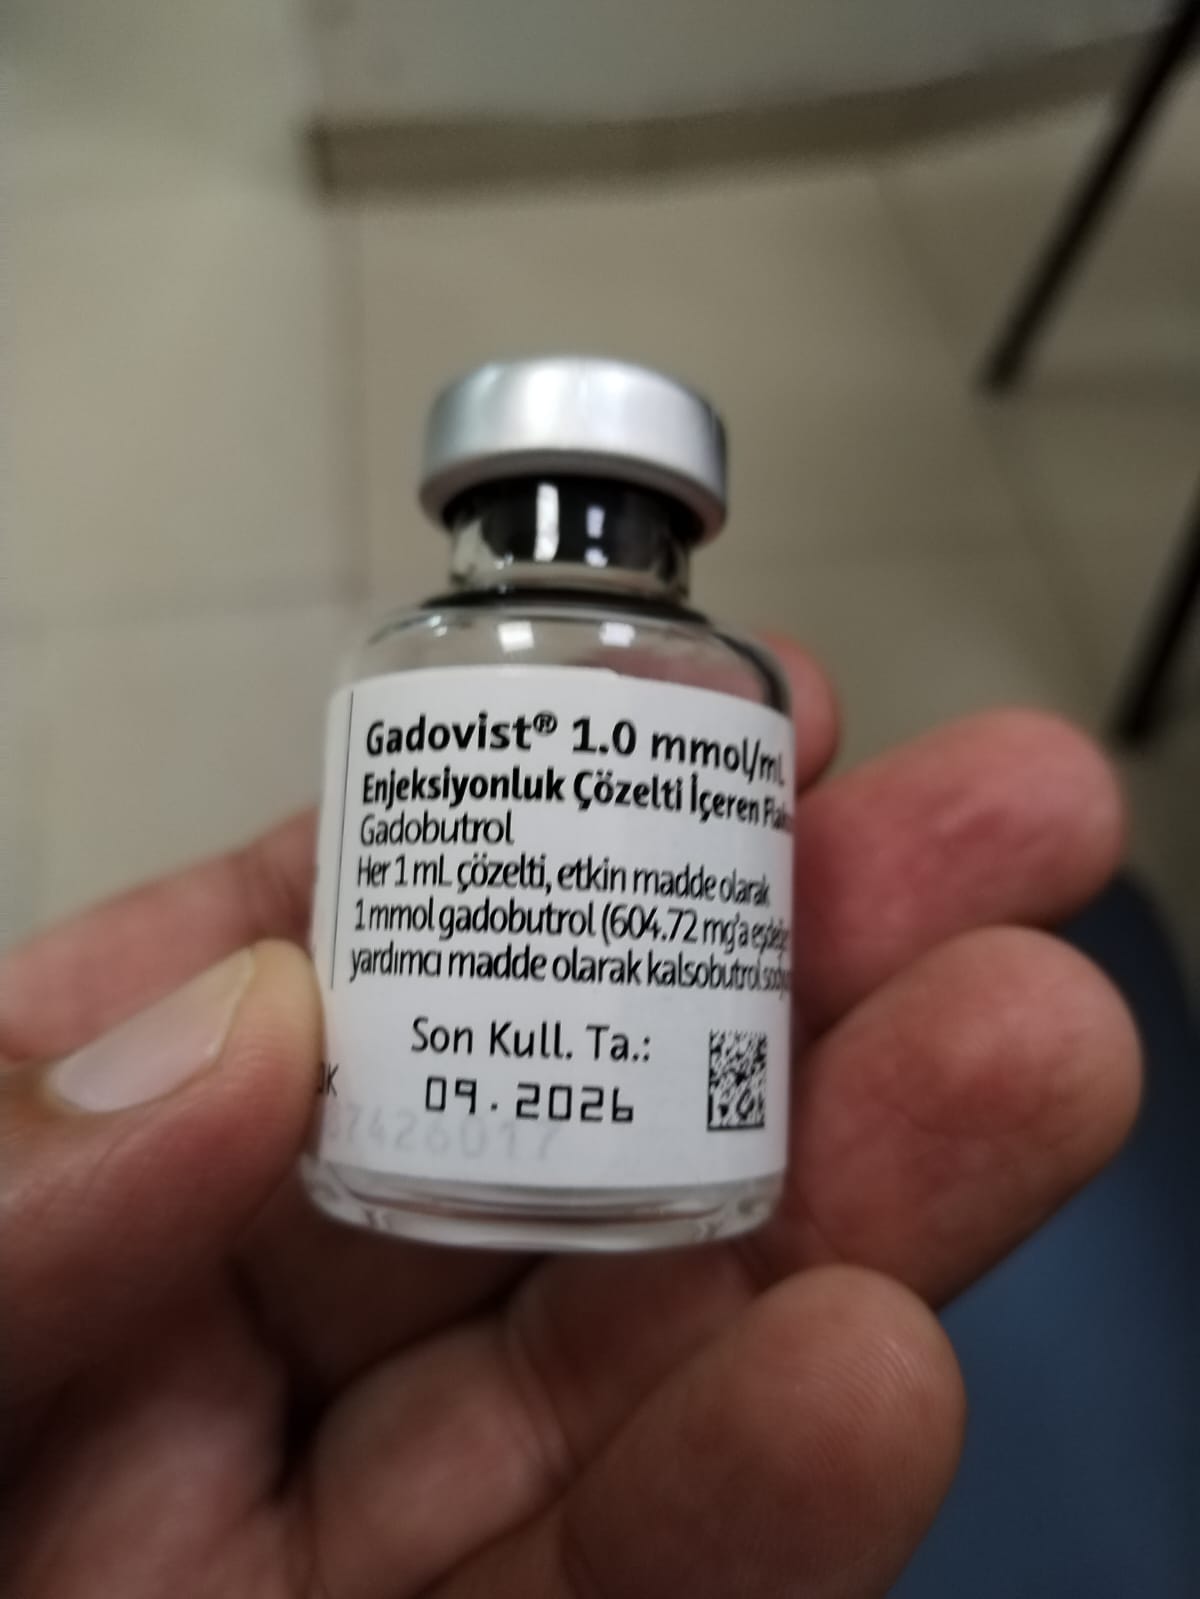 Gadovist® 1.0 mmol/mL
Enjeksiyonluk Çözelti İçeren
Gadobutrol
Her 1 mL çözelti, etkin madde olarak
1 mmol gadobutrol (604.72 mg'a
yardımcı madde olarak kalsobutrol
Son Kull. Ta.:
09.2026